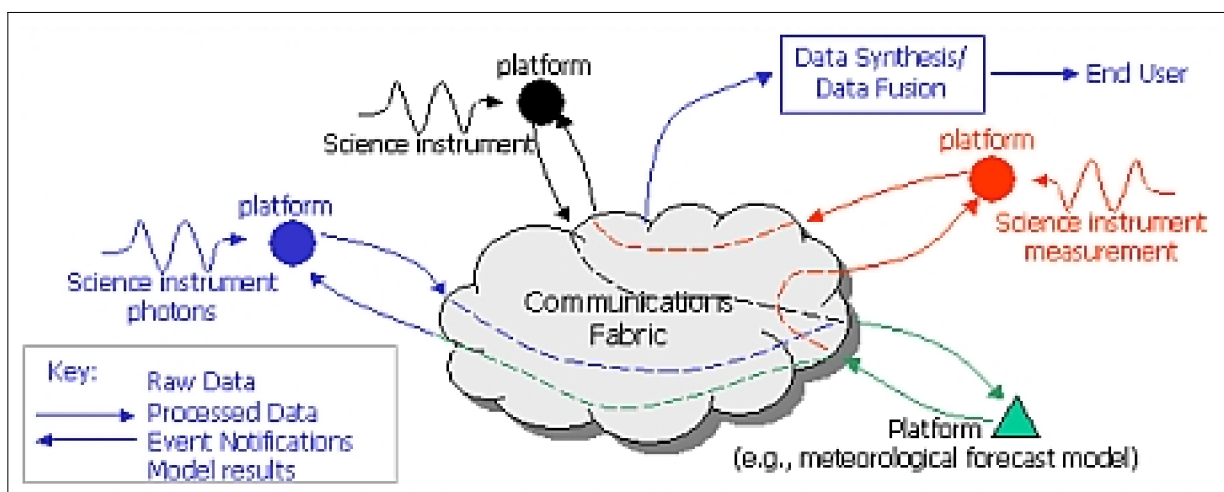 platform
Science instrument
Data Synthesis/
Data Fusion
End User
platform
Science instrument
measurement
platform
Science instrument
photons
Communications
Fabric
Key:
Raw Data
Processed Data
Event Notifications
Model results
Platform
(e.g., meteorological forecast model)